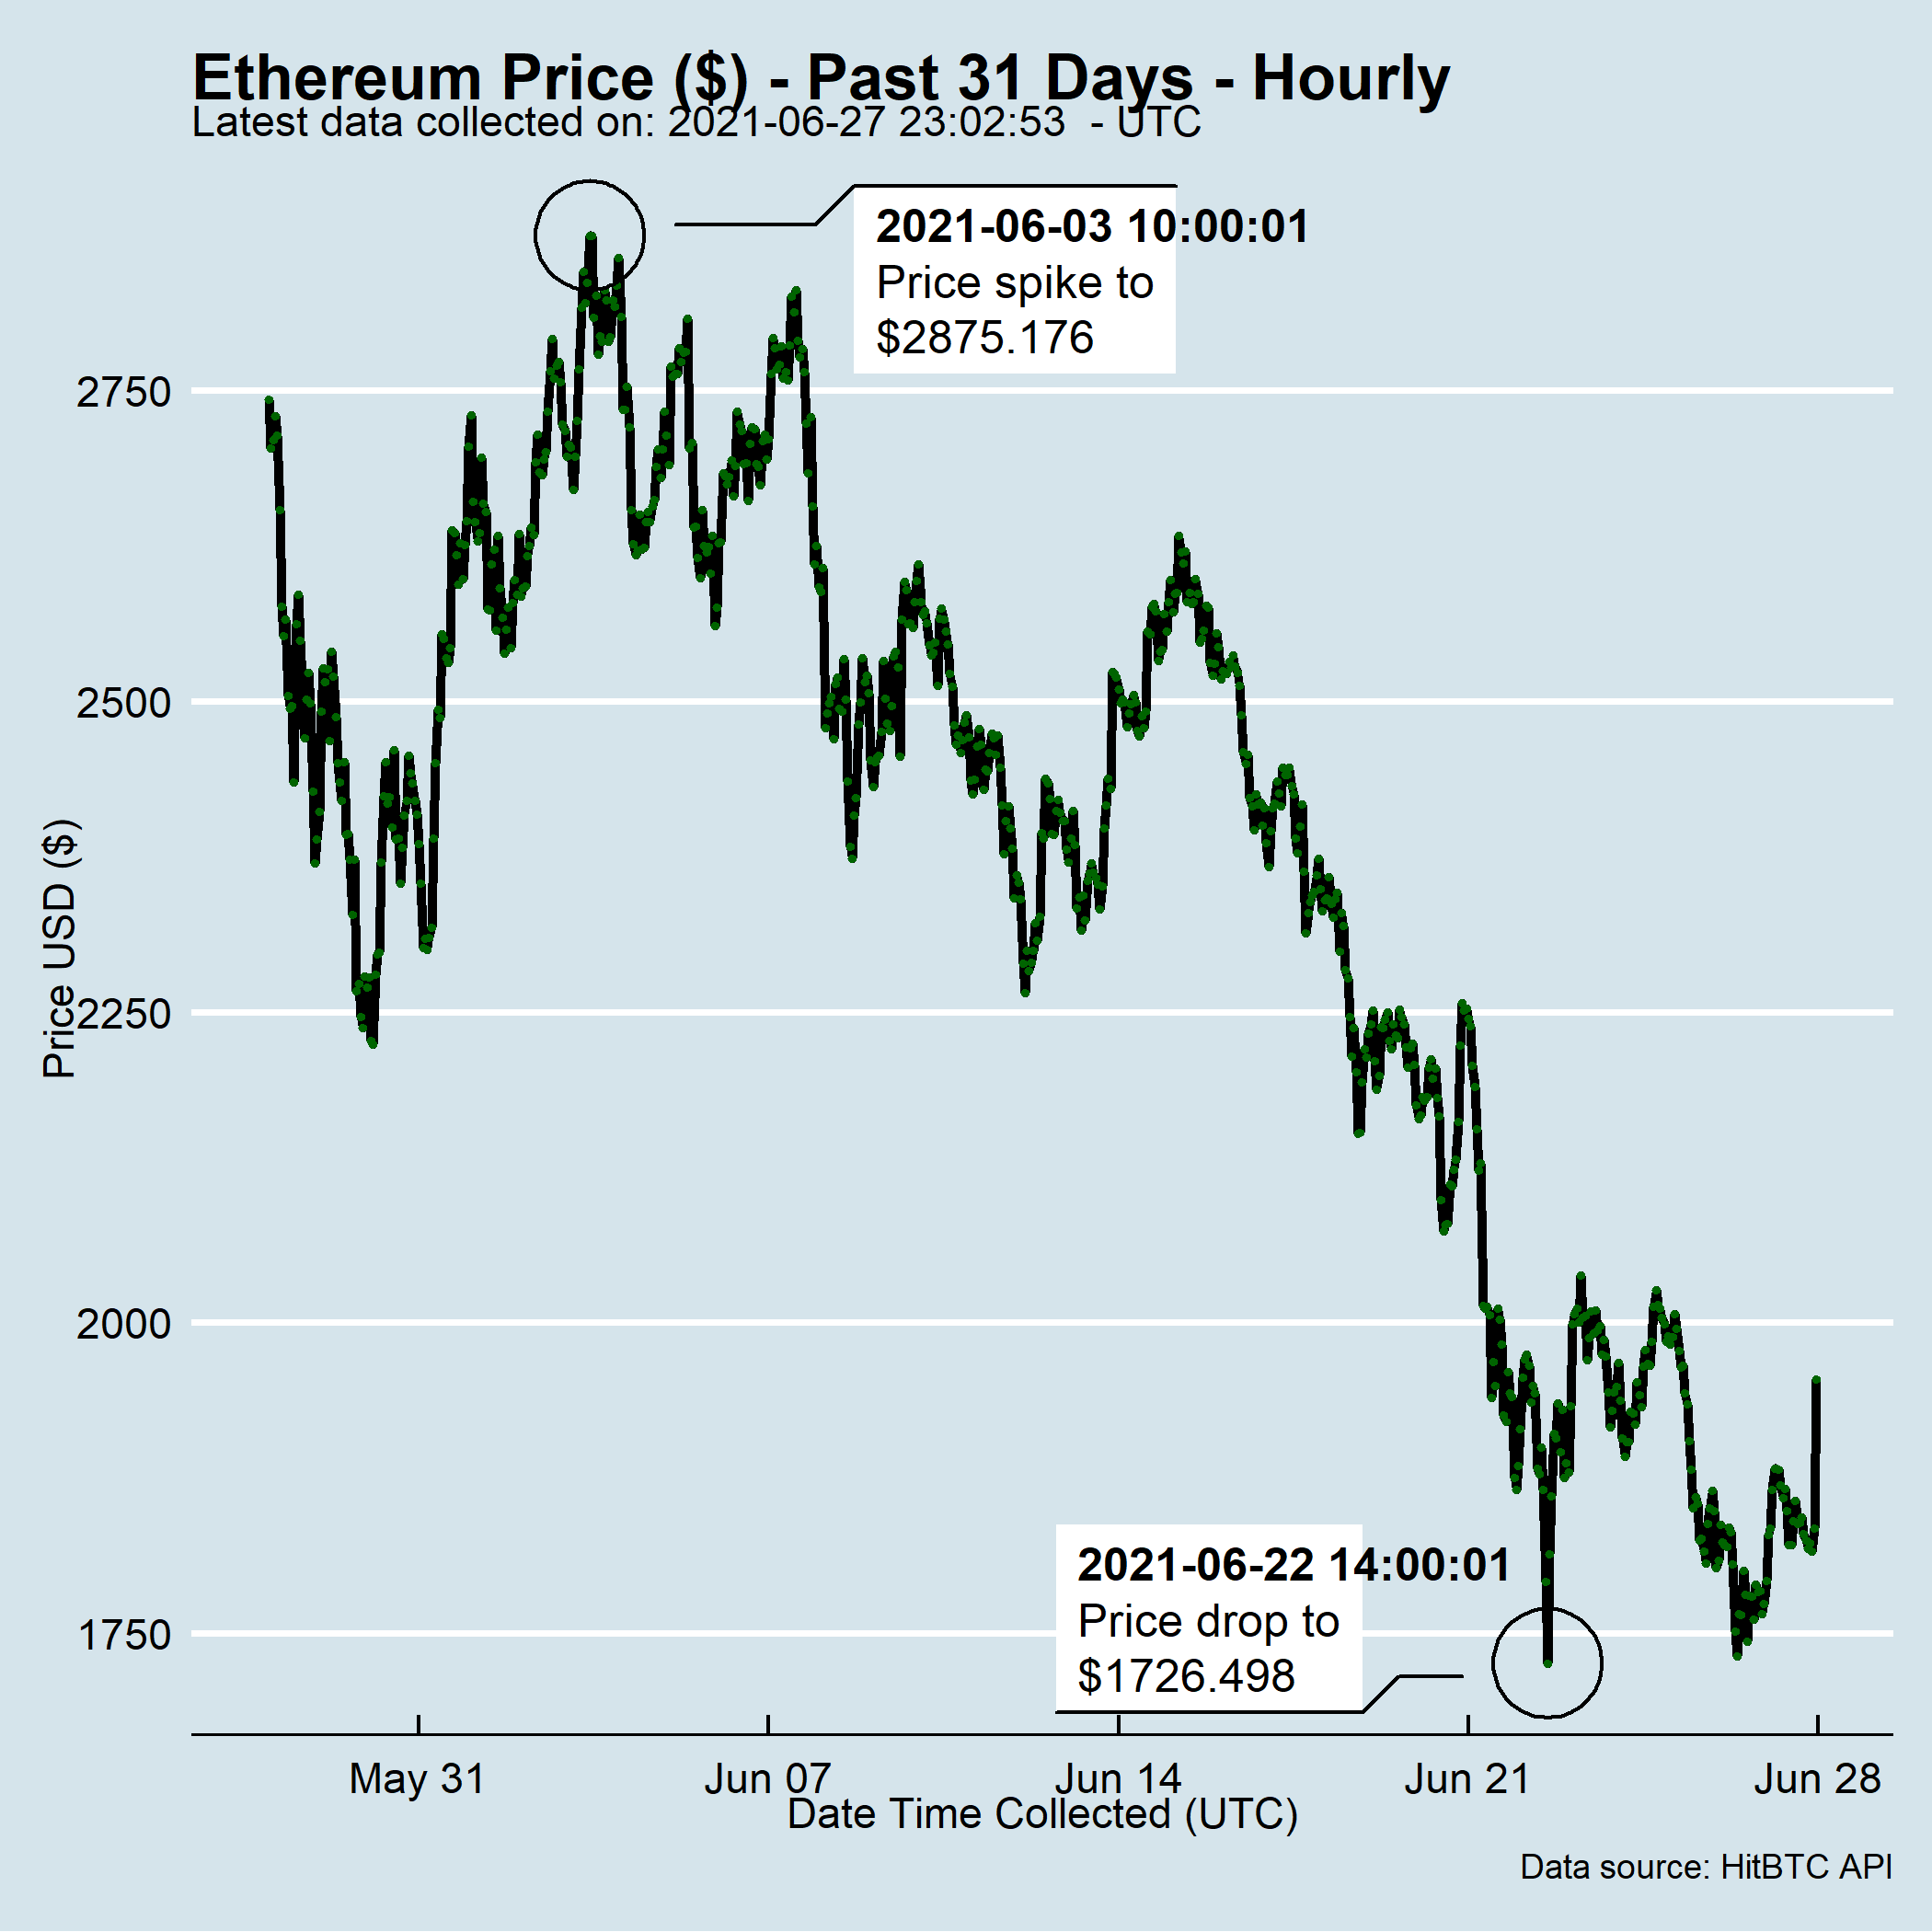 Ethereum Price ($) - Past 31 Days - Hourly
Latest data collected on: 2021-06-27 23:02:53  - UTC
2021-06-03 10:00:01
Price spike to
$2875.176
2750
2500
2250
2000
1750
Price USD ($)
2021-06-22 14:00:01
Price drop to
$1726.498
May 31
Jun 07
Jun 14
Jun 21
Jun 28
Date Time Collected (UTC)
Data source: HitBTC API